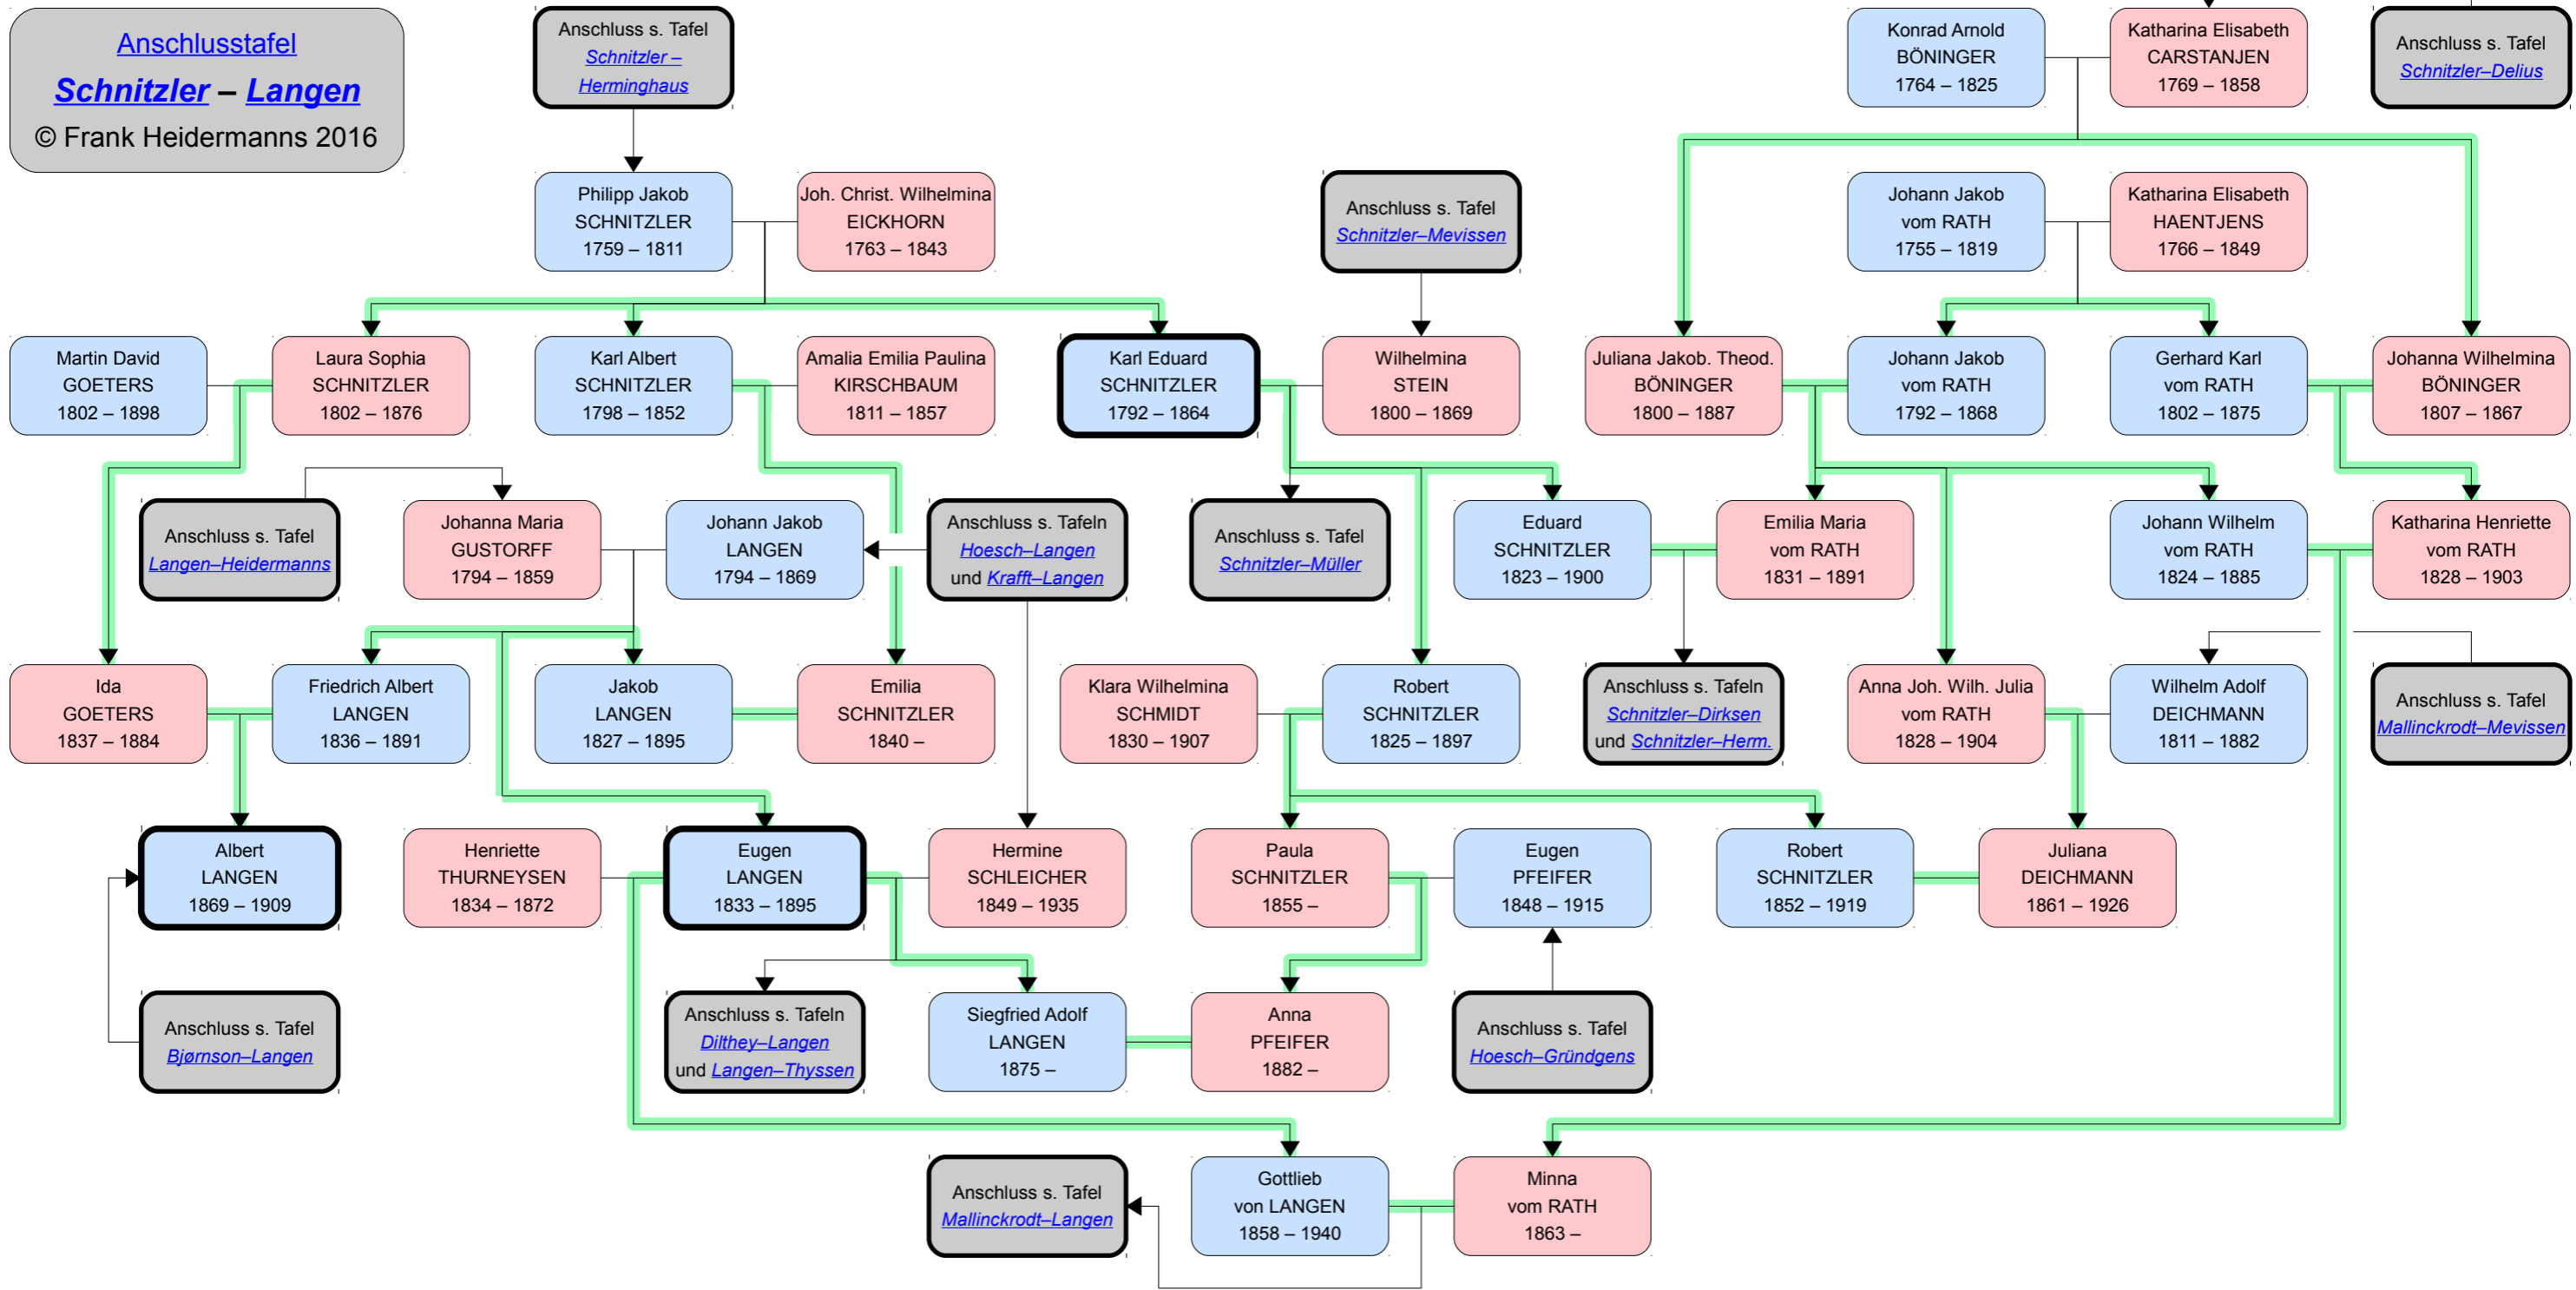 Anschlusstafel
Schnitzler – Langen
© Frank Heidermanns 2016
Anschluss s. Tafel
Schnitzler –
Herminghaus
Konrad Arnold
BÖNINGER
1764 – 1825
Katharina Elisabeth
CARSTANJEN
1769 – 1858
Anschluss s. Tafel
Schnitzler–Delius
Philipp Jakob
SCHNITZLER
1759 – 1811
Joh. Christ. Wilhelmina
EICKHORN
1763 – 1843
Anschluss s. Tafel
Schnitzler–Mevissen
Johann Jakob
vom RATH
1755 – 1819
Katharina Elisabeth
HAENTJENS
1766 – 1849
Martin David
GOETERS
1802 – 1898
Laura Sophia
SCHNITZLER
1802 – 1876
Karl Albert
SCHNITZLER
1798 – 1852
Amalia Emilia Paulina
KIRSCHBAUM
1811 – 1857
Karl Eduard
SCHNITZLER
1792 – 1864
Wilhelmina
STEIN
1800 – 1869
Juliana Jakob. Theod.
BÖNINGER
1800 – 1887
Johann Jakob
vom RATH
1792 – 1868
Gerhard Karl
vom RATH
1802 – 1875
Johanna Wilhelmina
BÖNINGER
1807 – 1867
Anschluss s. Tafel
Langen–Heidermanns
Johanna Maria
GUSTORFF
1794 – 1859
Johann Jakob
LANGEN
1794 – 1869
Anschluss s. Tafeln
Hoesch–Langen
und Krafft–Langen
Anschluss s. Tafel
Schnitzler–Müller
Eduard
SCHNITZLER
1823 – 1900
Emilia Maria
vom RATH
1831 – 1891
Johann Wilhelm
vom RATH
1824 – 1885
Katharina Henriette
vom RATH
1828 – 1903
Ida
GOETERS
1837 – 1884
Friedrich Albert
LANGEN
1836 – 1891
Jakob
LANGEN
1827 – 1895
Emilia
SCHNITZLER
1840 –
Klara Wilhelmina
SCHMIDT
1830 – 1907
Robert
SCHNITZLER
1825 – 1897
Anschluss s. Tafeln
Schnitzler–Dirksen
und Schnitzler–Herm.
Anna Joh. Wilh. Julia
vom RATH
1828 – 1904
Wilhelm Adolf
DEICHMANN
1811 – 1882
Anschluss s. Tafel
Mallinckrodt–Mevissen
Albert
LANGEN
1869 – 1909
Henriette
THURNEYSEN
1834 – 1872
Eugen
LANGEN
1833 – 1895
Hermine
SCHLEICHER
1849 – 1935
Paula
SCHNITZLER
1855 –
Eugen
PFEIFER
1848 – 1915
Robert
SCHNITZLER
1852 – 1919
Juliana
DEICHMANN
1861 – 1926
Anschluss s. Tafel
Bjørnson–Langen
Anschluss s. Tafeln
Dilthey–Langen
und Langen–Thyssen
Siegfried Adolf
LANGEN
1875 –
Anna
PFEIFER
1882 –
Anschluss s. Tafel
Hoesch–Gründgens
Anschluss s. Tafel
Mallinckrodt–Langen
Gottlieb
von LANGEN
1858 – 1940
Minna
vom RATH
1863 –